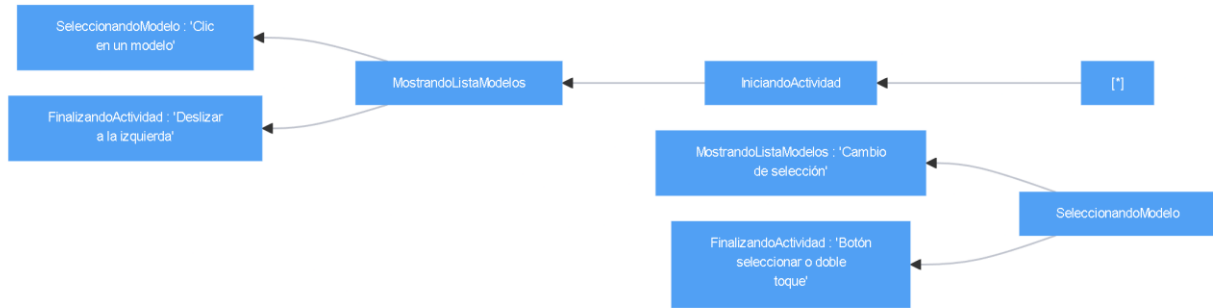 SeleccionandoModelo : 'Clic
en un modelo'
MostrandoListaModelos
IniciandoActividad
[*]
FinalizandoActividad : 'Deslizar
a la izquierda'
MostrandoListaModelos : 'Cambio
de selección'
SeleccionandoModelo
FinalizandoActividad : 'Botón
seleccionar o doble
toque'